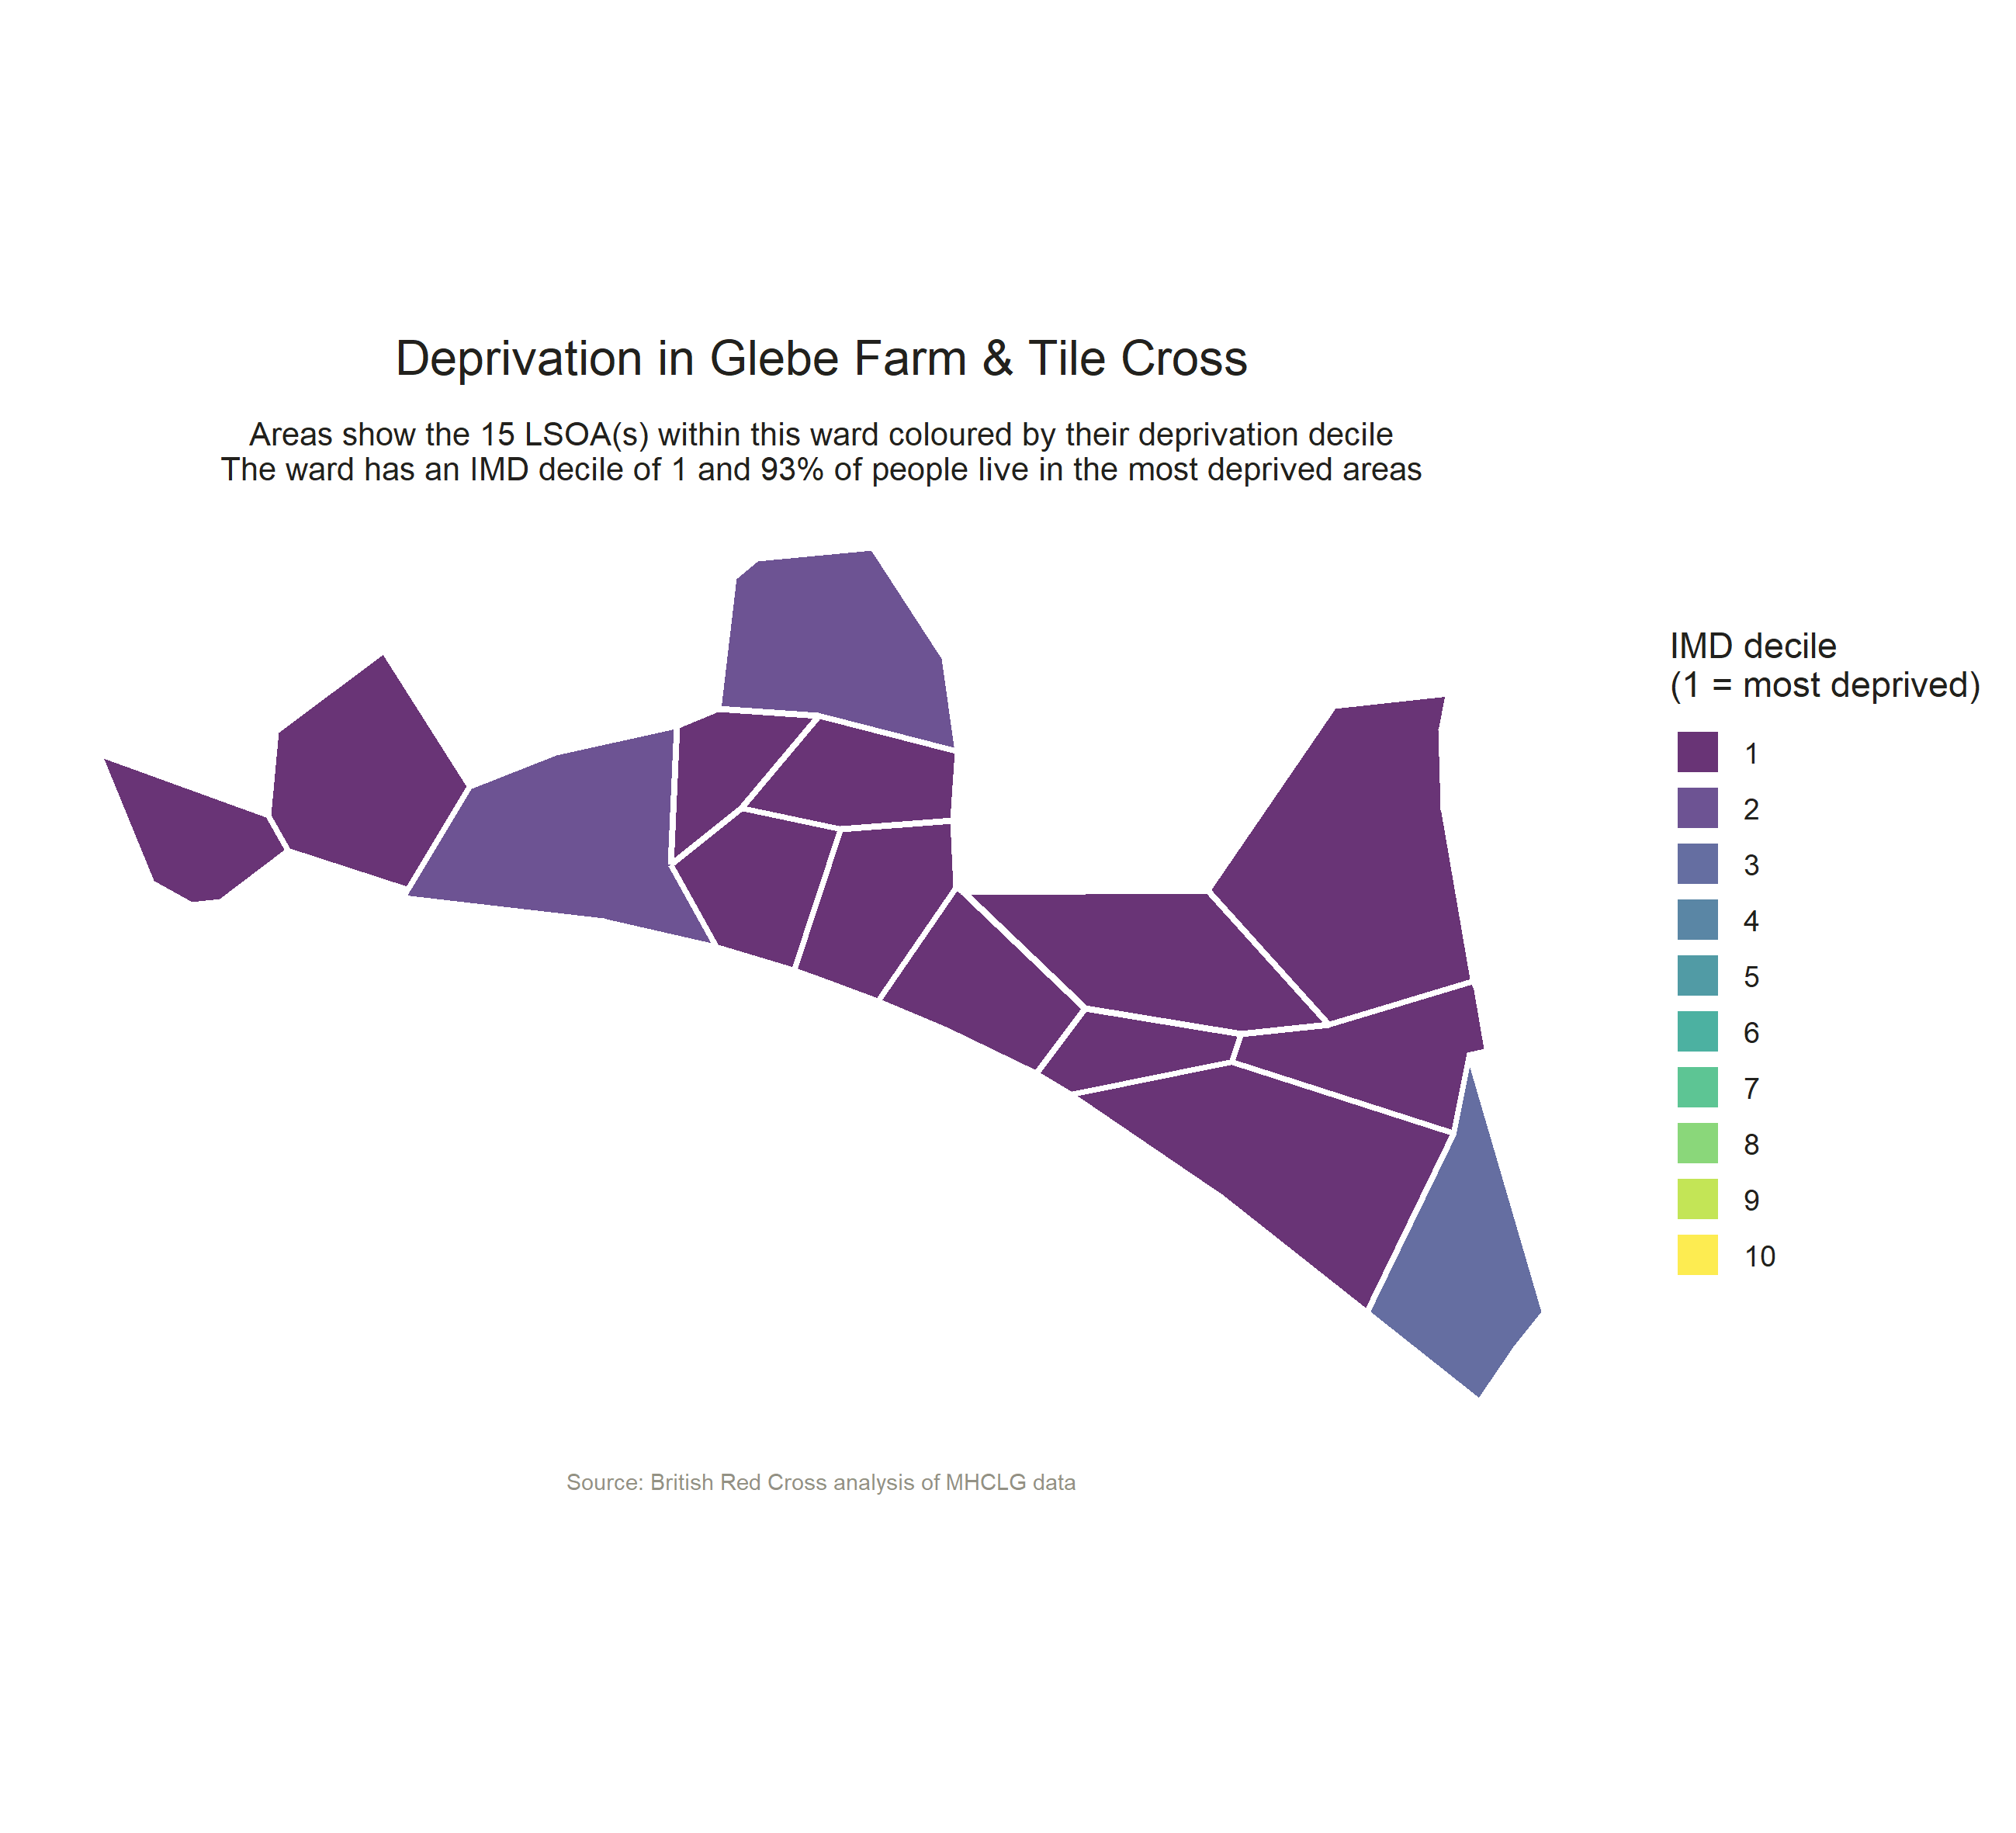 Deprivation in Glebe Farm & Tile Cross
Areas show the 15 LSOA(s) within this ward coloured by their deprivation decile
The ward has an IMD decile of 1 and 93% of people live in the most deprived areas
IMD decile
(1 = most deprived)
1
2
3
4
5
6
7
8
9
10
Source: British Red Cross analysis of MHCLG data